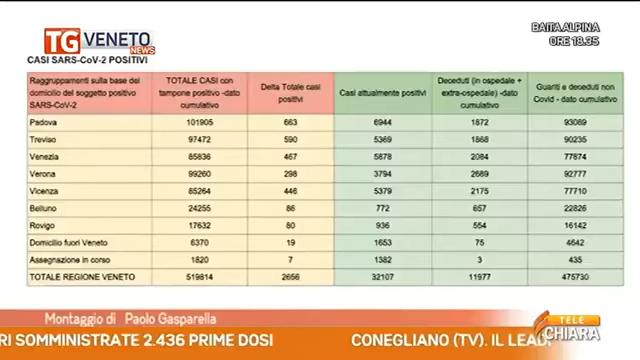 TG VENETO
NEWS
BAITA ALPINA
ORE 18.35
CASI SARS-CoV-2 POSITIVI
Raggruppamenti sulla base del domicilio del soggetto positivo SARS-CoV-2 TOTALE CASI con tampone positivo -dato cumulativo Delta Totale casi positivi Casi attualmente positivi Deceduti (in ospedale + extra-ospedale) -dato cumulativo Guariti e deceduti non Covid - dato cumulativo
Padova 101905 663 6944 1872 93089
Treviso 97472 590 5369 1868 90235
Venezia 85836 467 5878 2084 77874
Verona 99260 298 3794 2689 92777
Vicenza 85264 446 5379 2175 77710
Belluno 24255 86 772 657 22826
Rovigo 17632 80 936 554 16142
Domicilio fuori Veneto 6370 19 1653 75 4642
Assegnazione in corso 1820 7 1382 3 435
TOTALE REGIONE VENETO 519814 2656 32107 11977 475730
Montaggio di Paolo Gasparella
RI SOMMINISTRATE 2.436 PRIME DOSI CONEGLIANO (TV). IL LEAD
TELE
CHIARA